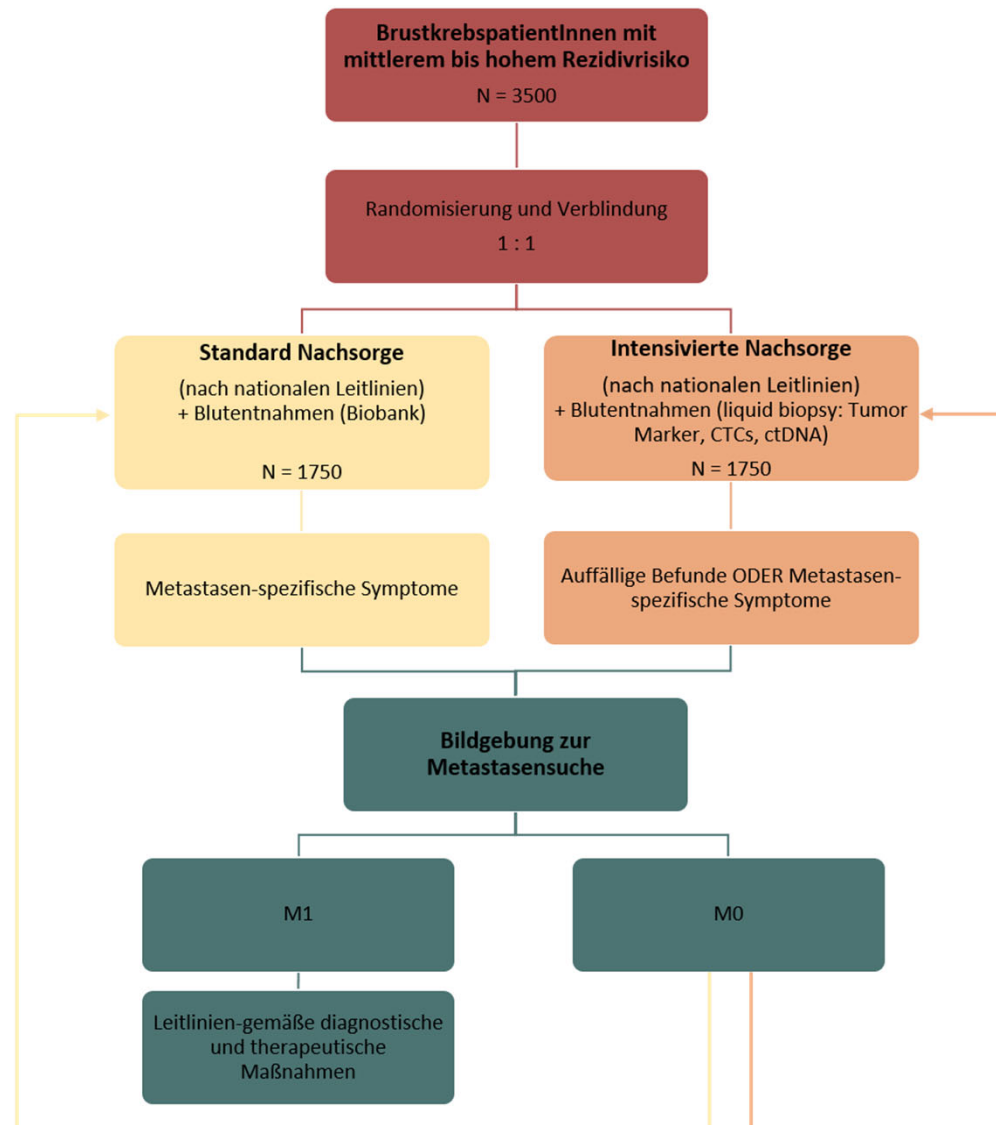 BrustkrebspatientInnen mit
mittlerem bis hohem Rezidivrisiko
N = 3500
Randomisierung und Verblindung
1 : 1
Standard Nachsorge
(nach nationalen Leitlinien)
+ Blutentnahmen (Biobank)
N = 1750
Intensivierte Nachsorge
(nach nationalen Leitlinien)
+ Blutentnahmen (liquid biopsy: Tumor
Marker, CTCs, ctDNA)
N = 1750
Metastasen-spezifische Symptome
Auffällige Befunde ODER Metastasen-
spezifische Symptome
Bildgebung zur
Metastasensuche
M1
M0
Leitlinien-gemäße diagnostische
und therapeutische
Maßnahmen